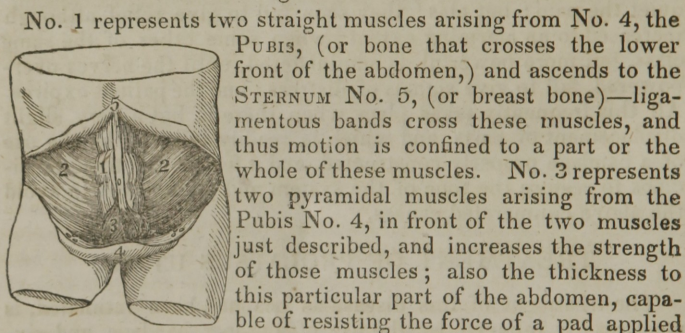 No. 1 represents two straight muscles arising from No. 4, the
PUBIS, (or bone that crosses the lower
front of the abdomen,) and ascends to the
STERNUM No. 5, (or breast bone)—liga-
mentous bands cross these muscles, and
thus motion is confined to a part or the
whole of these muscles. No. 3 represents
two pyramidal muscles arising from the
Pubis No. 4, in front of the two muscles
just described, and increases the strength
of those muscles; also the thickness to
this particular part of the abdomen, capa-
ble of resisting the force of a pad applied
5
2 1 2
3
4